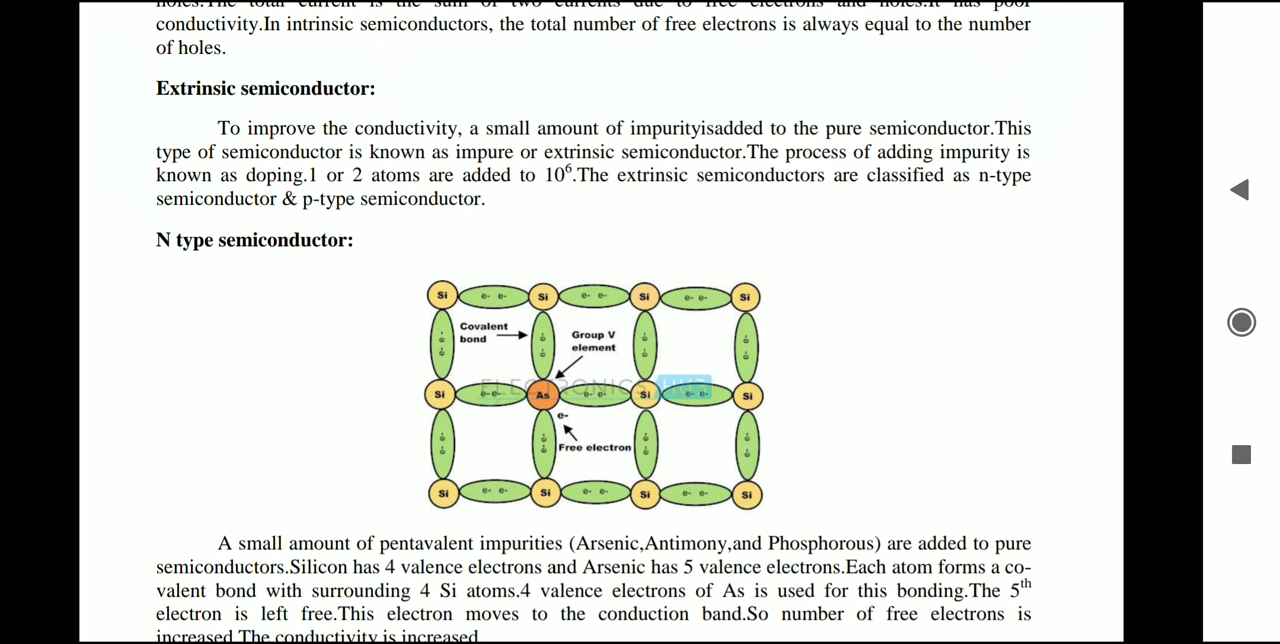 conductivity.In intrinsic semiconductors, the total number of free electrons is always equal to the number
of holes.
Extrinsic semiconductor:
To improve the conductivity, a small amount of impurityisadded to the pure semiconductor.This
type of semiconductor is known as impure or extrinsic semiconductor.The process of adding impurity is
known as doping.1 or 2 atoms are added to 10⁶.The extrinsic semiconductors are classified as n-type
semiconductor & p-type semiconductor.
N type semiconductor:
Si e- e- Si e- e- Si e- e- Si
Covalent
bond
Group V
element
ELECTRONICS HUB
Si e- e- As e- e- Si e- e- Si
e-
Free electron
Si e- e- Si e- e- Si e- e- Si
A small amount of pentavalent impurities (Arsenic,Antimony,and Phosphorous) are added to pure
semiconductors.Silicon has 4 valence electrons and Arsenic has 5 valence electrons.Each atom forms a co-
valent bond with surrounding 4 Si atoms.4 valence electrons of As is used for this bonding.The 5ᵗʰ
electron is left free.This electron moves to the conduction band.So number of free electrons is
increased.The conductivity is increased